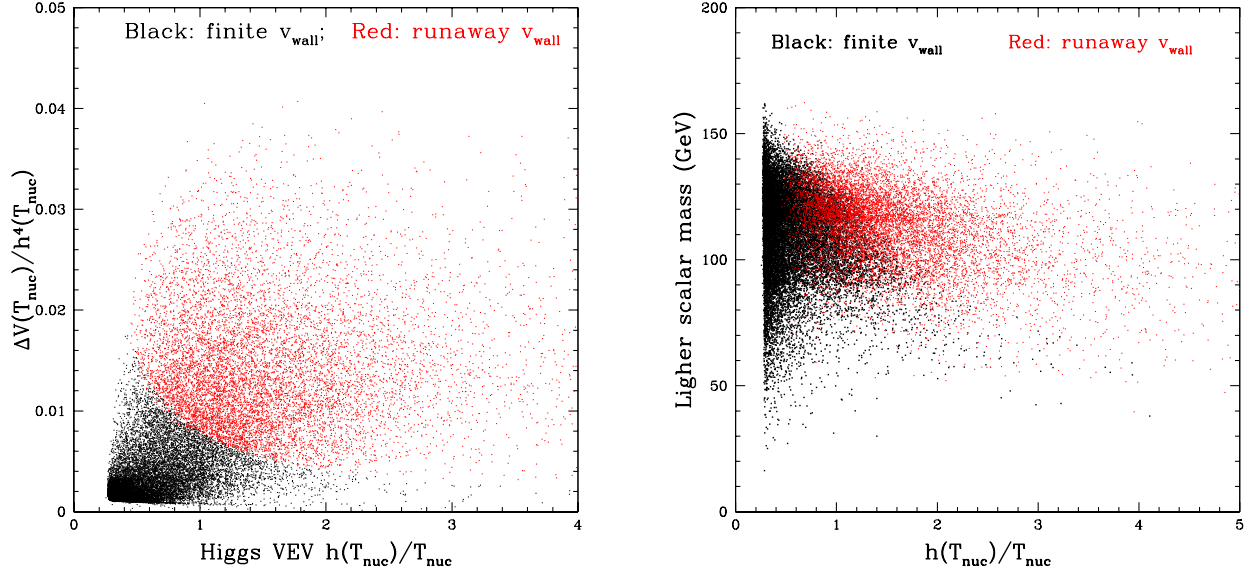 Black: finite v_wall; Red: runaway v_wall
0.05
0.04
0.03
0.02
0.01
0
ΔV(T_nuc)/h⁴(T_nuc)
0 1 2 3 4
Higgs VEV h(T_nuc)/T_nuc
Black: finite v_wall Red: runaway v_wall
200
150
100
50
0
Ligher scalar mass (GeV)
0 1 2 3 4 5
h(T_nuc)/T_nuc